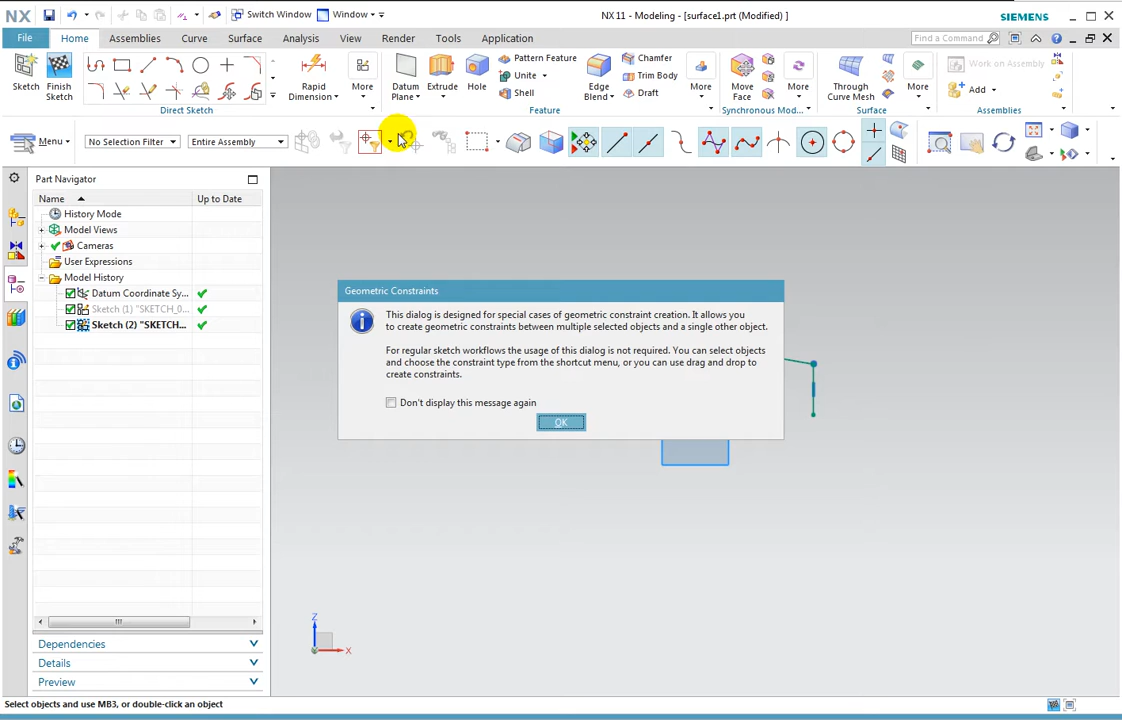 NX Switch Window Window NX 11 - Modeling - [surface1.prt (Modified) ] SIEMENS
File Home Assemblies Curve Surface Analysis View Render Tools Application Find a Command
Sketch Finish Sketch Rapid Dimension More Datum Plane Extrude Hole Pattern Feature Unite Shell Edge Blend Chamfer Trim Body Draft More Move Face More Through Curve Mesh More Work on Assembly Add
Direct Sketch Feature Synchronous Mod... Surface Assemblies
Menu No Selection Filter Entire Assembly
Part Navigator
Name Up to Date
History Mode
Model Views
Cameras
User Expressions
Model History
Datum Coordinate Sy...
Sketch (1) "SKETCH_0...
Sketch (2) "SKETCH...
Geometric Constraints
This dialog is designed for special cases of geometric constraint creation. It allows you
to create geometric constraints between multiple selected objects and a single other object.
For regular sketch workflows the usage of this dialog is not required. You can select objects
and choose the constraint type from the shortcut menu, or you can use drag and drop to
create constraints.
Don't display this message again
OK
Z
X
Dependencies
Details
Preview
Select objects and use MB3, or double-click an object